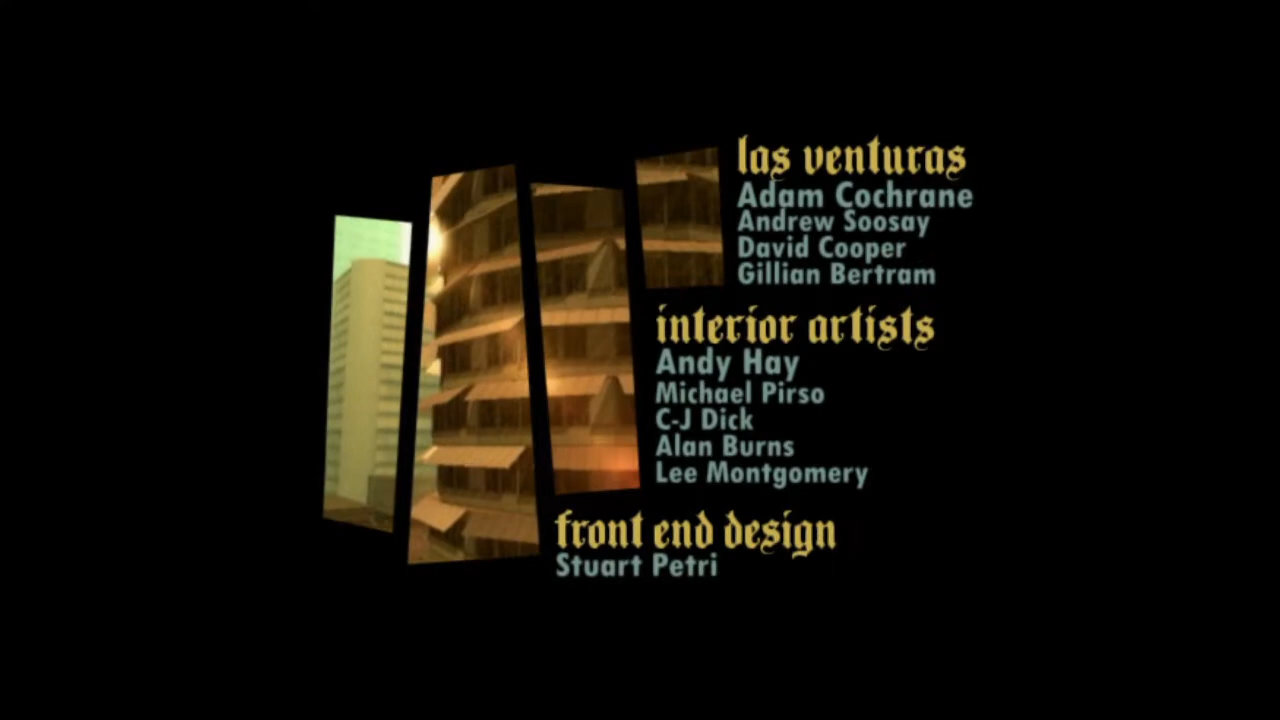 las venturas
Adam Cochrane
Andrew Soosay
David Cooper
Gillian Bertram
interior artists
Andy Hay
Michael Pirso
C-J Dick
Alan Burns
Lee Montgomery
front end design
Stuart Petri